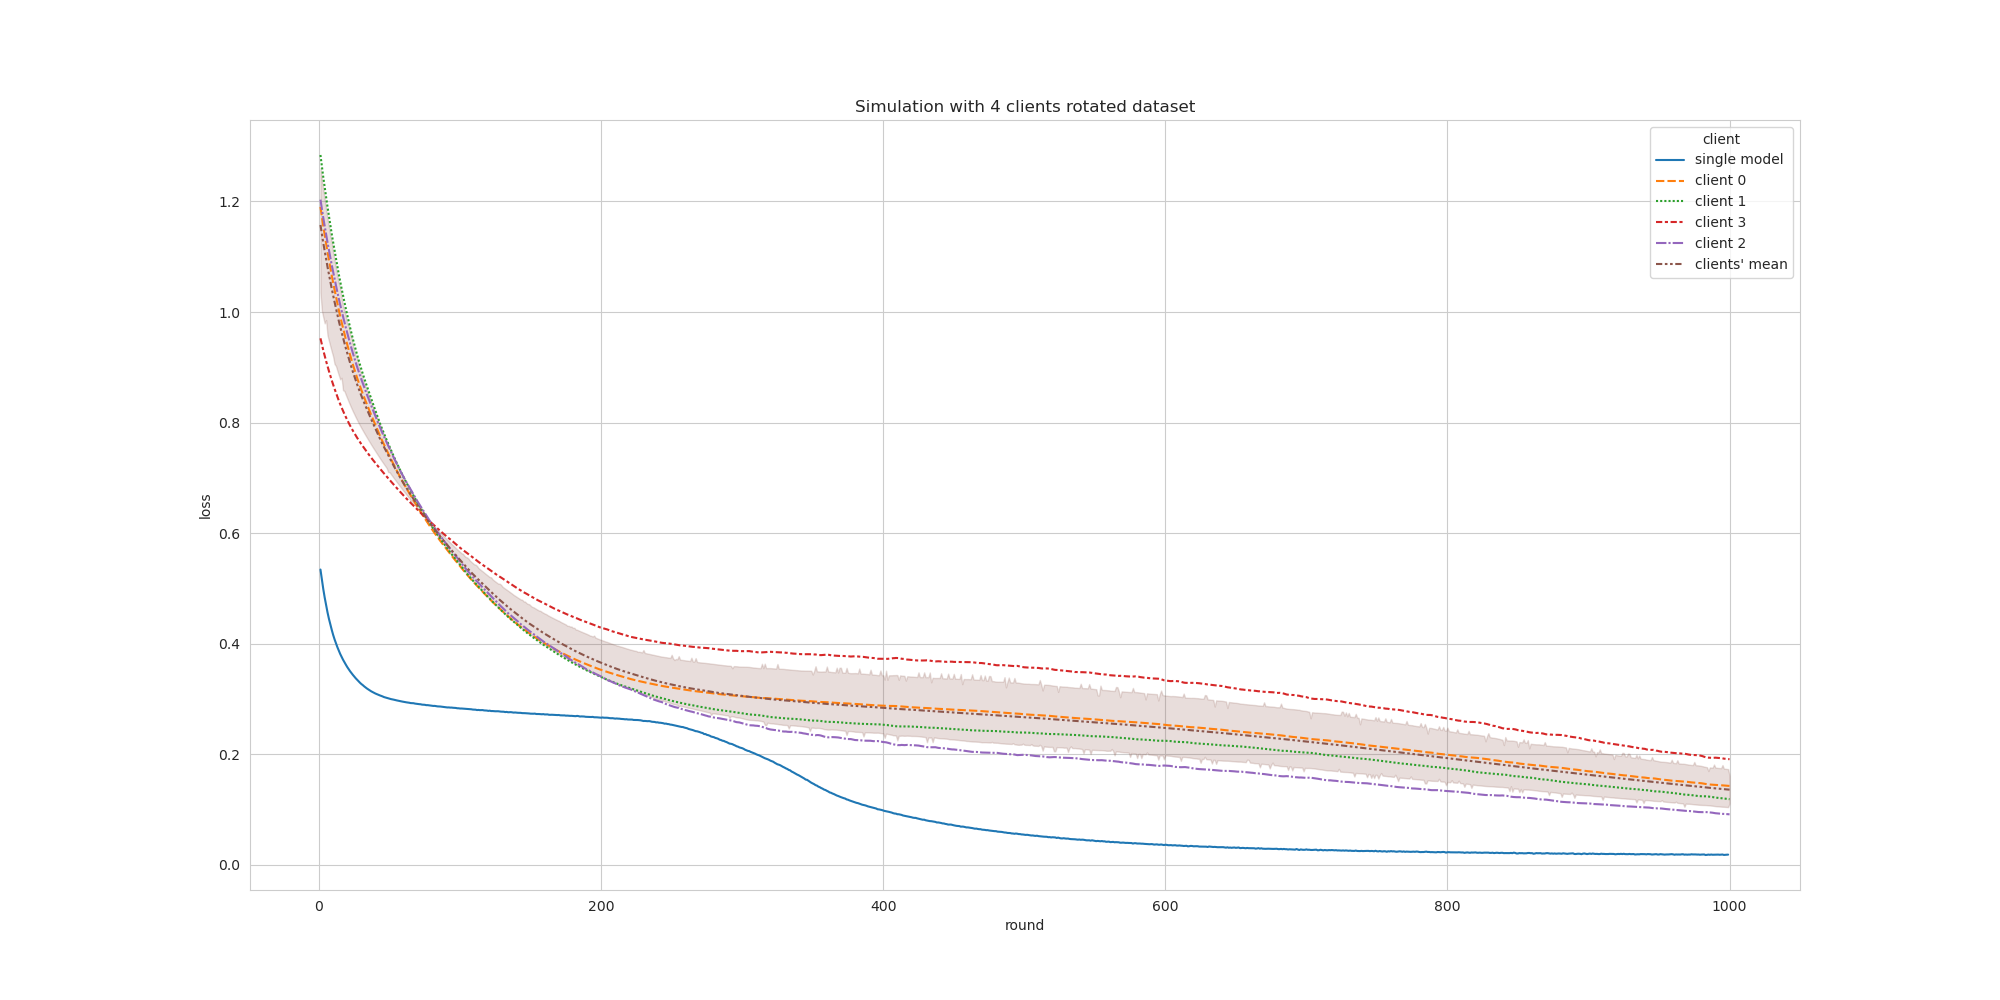 Simulation with 4 clients rotated dataset
client
single model
client 0
client 1
client 3
client 2
clients' mean
loss
1.2
1.0
0.8
0.6
0.4
0.2
0.0
0 200 400 600 800 1000
round